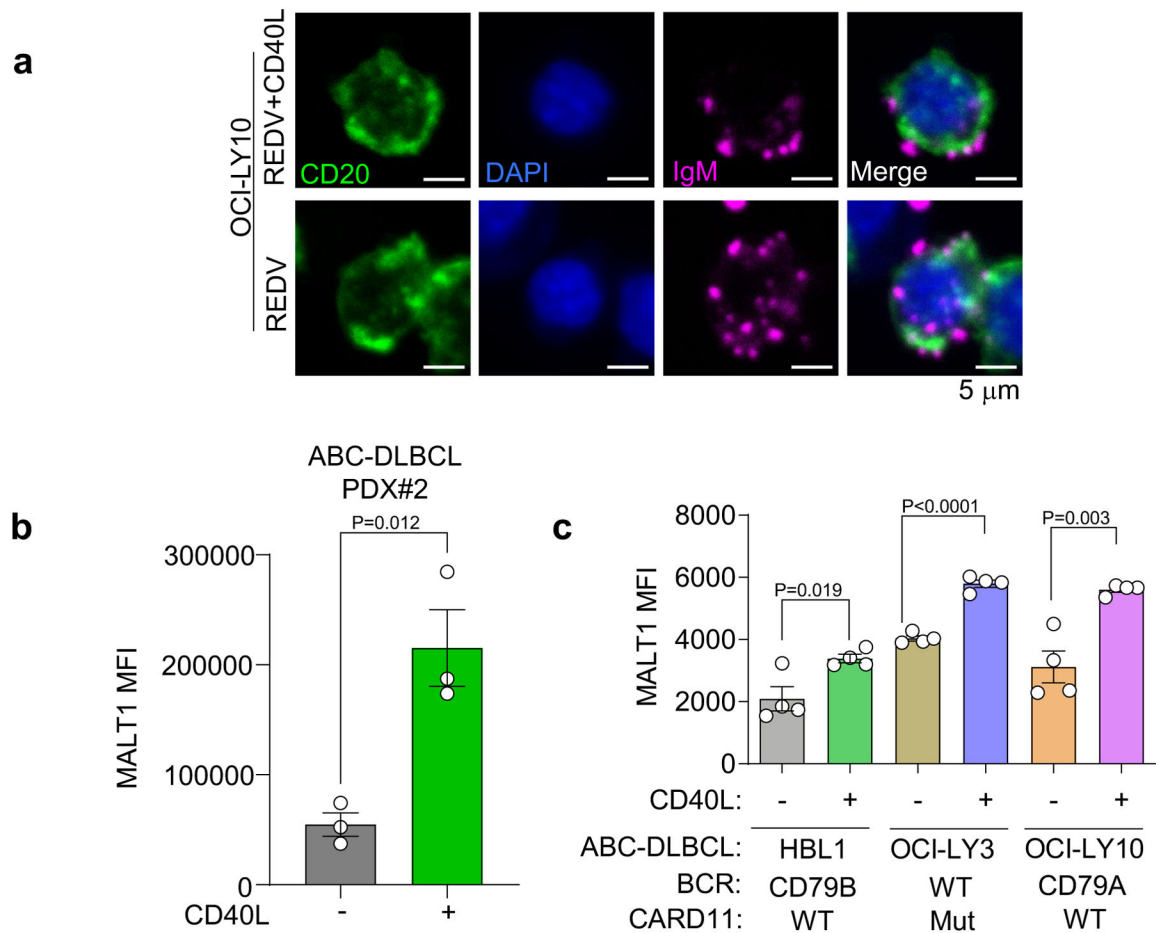 a
OCI-LY10
REDV+CD40L
CD20
DAPI
IgM
Merge
REDV
5 μm
b
ABC-DLBCL
PDX#2
P=0.012
MALT1 MFI
300000
200000
100000
0
CD40L
-
+
c
P<0.0001
P=0.003
P=0.019
MALT1 MFI
8000
6000
4000
2000
0
CD40L: - + - + - +
ABC-DLBCL: HBL1 OCI-LY3 OCI-LY10
BCR: CD79B WT CD79A
CARD11: WT Mut WT